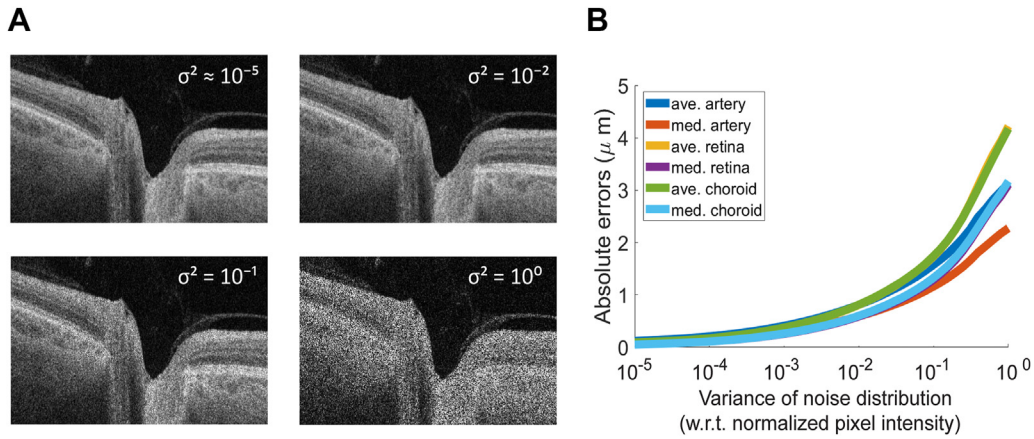 A
σ² ≈ 10⁻⁵
σ² = 10⁻²
σ² = 10⁻¹
σ² = 10⁰
B
5
4
3
2
1
0
Absolute errors (μ m)
ave. artery
med. artery
ave. retina
med. retina
ave. choroid
med. choroid
10⁻⁵
10⁻⁴
10⁻³
10⁻²
10⁻¹
10⁰
Variance of noise distribution
(w.r.t. normalized pixel intensity)